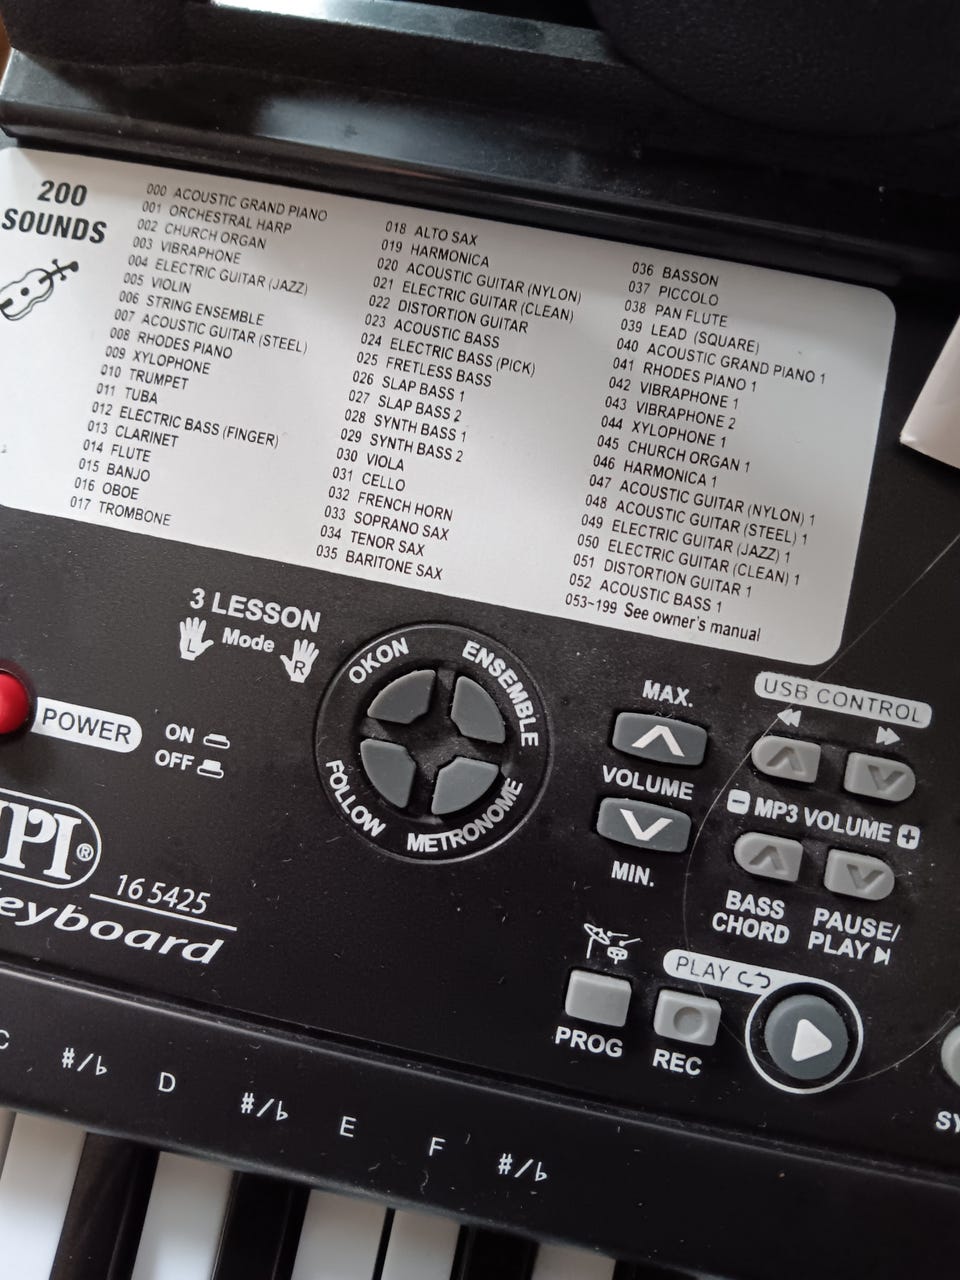 200
SOUNDS
000 ACOUSTIC GRAND PIANO
001 ORCHESTRAL HARP
002 CHURCH ORGAN
003 VIBRAPHONE
004 ELECTRIC GUITAR (JAZZ)
005 VIOLIN
006 STRING ENSEMBLE
007 ACOUSTIC GUITAR (STEEL)
008 RHODES PIANO
009 XYLOPHONE
010 TRUMPET
011 TUBA
012 ELECTRIC BASS (FINGER)
013 CLARINET
014 FLUTE
015 BANJO
016 OBOE
017 TROMBONE
018 ALTO SAX
019 HARMONICA
020 ACOUSTIC GUITAR (NYLON)
021 ELECTRIC GUITAR (CLEAN)
022 DISTORTION GUITAR
023 ACOUSTIC BASS
024 ELECTRIC BASS (PICK)
025 FRETLESS BASS
026 SLAP BASS 1
027 SLAP BASS 2
028 SYNTH BASS 1
029 SYNTH BASS 2
030 VIOLA
031 CELLO
032 FRENCH HORN
033 SOPRANO SAX
034 TENOR SAX
035 BARITONE SAX
036 BASSON
037 PICCOLO
038 PAN FLUTE
039 LEAD (SQUARE)
040 ACOUSTIC GRAND PIANO 1
041 RHODES PIANO 1
042 VIBRAPHONE 1
043 VIBRAPHONE 2
044 XYLOPHONE 1
045 CHURCH ORGAN 1
046 HARMONICA 1
047 ACOUSTIC GUITAR (NYLON) 1
048 ACOUSTIC GUITAR (STEEL) 1
049 ELECTRIC GUITAR (JAZZ) 1
050 ELECTRIC GUITAR (CLEAN) 1
051 DISTORTION GUITAR 1
052 ACOUSTIC BASS 1
053~199 See owner's manual
3 LESSON
L Mode R
OKON
ENSEMBLE
FOLLOW
METRONOME
POWER
ON
OFF
MAX.
VOLUME
MIN.
USB CONTROL
- MP3 VOLUME +
BASS
CHORD
PAUSE/
PLAY
PROG
REC
PLAY
PI®
16 5425
eyboard
C #/♭ D #/♭ E F #/♭
SY